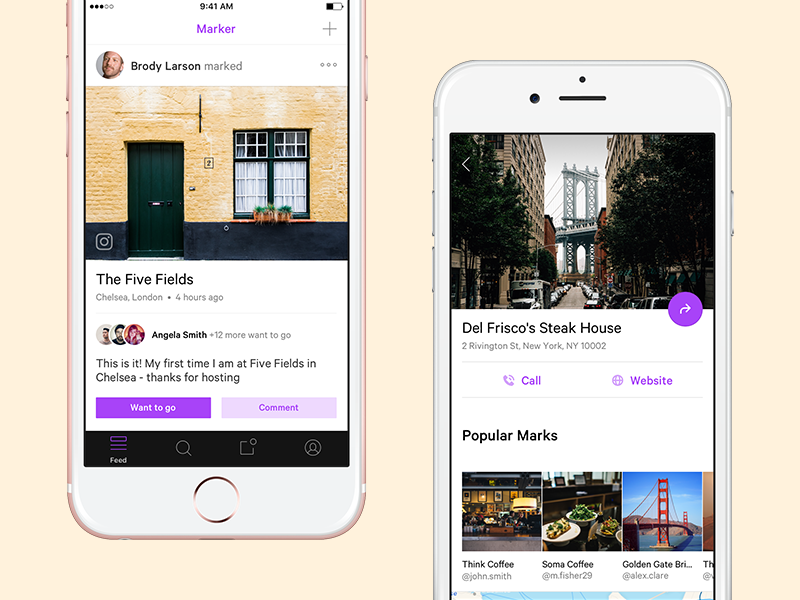 9:41 AM
Marker
Brody Larson marked
2
The Five Fields
Chelsea, London • 4 hours ago
Angela Smith +12 more want to go
This is it! My first time I am at Five Fields in
Chelsea - thanks for hosting
Want to go
Comment
Feed
Del Frisco's Steak House
2 Rivington St, New York, NY 10002
Call
Website
Popular Marks
Think Coffee
@john.smith
Soma Coffee
@m.fisher29
Golden Gate Bri...
@alex.clare
Th